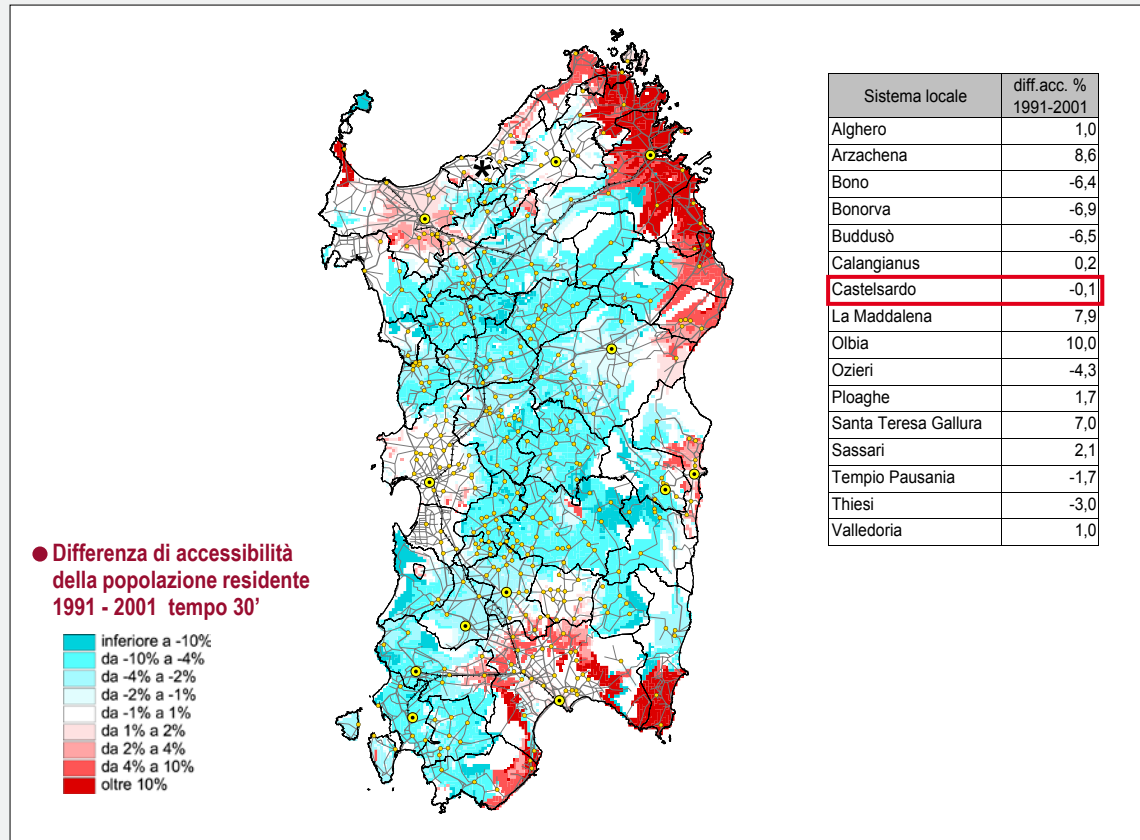 Sistema locale diff.acc. % 1991-2001
Alghero 1,0
Arzachena 8,6
Bono -6,4
Bonorva -6,9
Buddusò -6,5
Calangianus 0,2
Castelsardo -0,1
La Maddalena 7,9
Olbia 10,0
Ozieri -4,3
Ploaghe 1,7
Santa Teresa Gallura 7,0
Sassari 2,1
Tempio Pausania -1,7
Thiesi -3,0
Valledoria 1,0
*
● Differenza di accessibilità
della popolazione residente
1991 - 2001 tempo 30'
inferiore a -10%
da -10% a -4%
da -4% a -2%
da -2% a -1%
da -1% a 1%
da 1% a 2%
da 2% a 4%
da 4% a 10%
oltre 10%